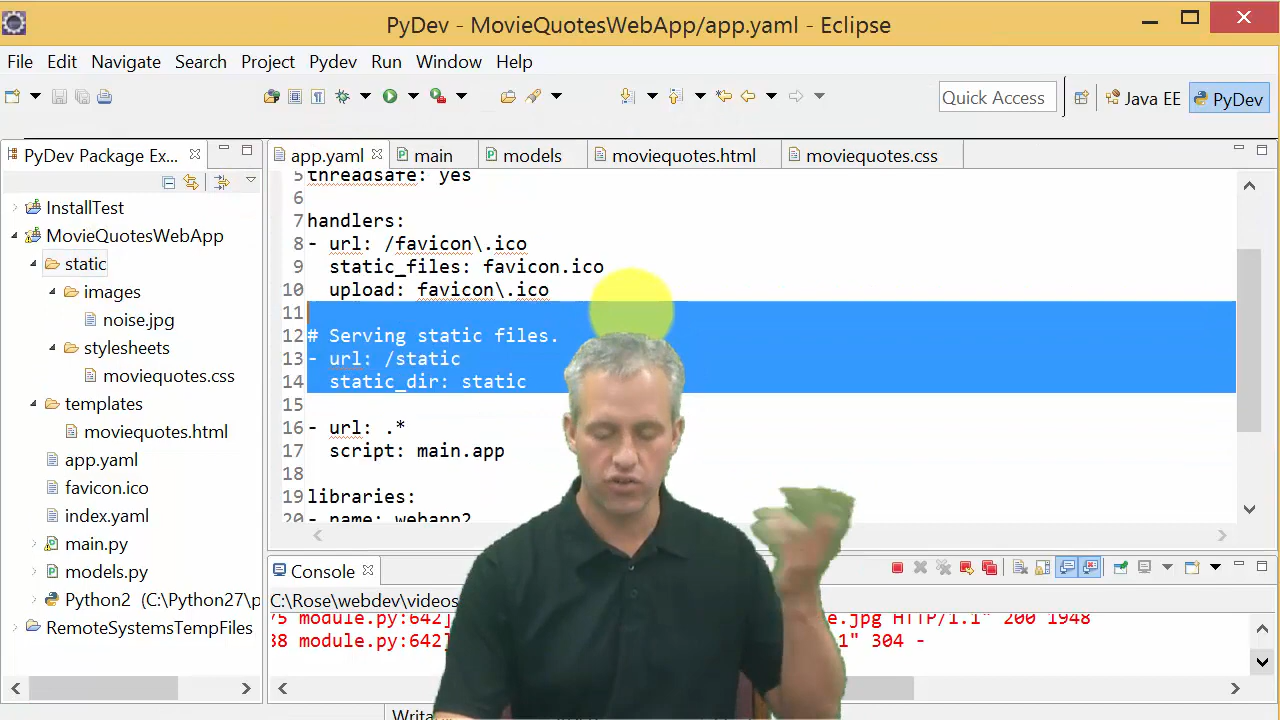 PyDev - MovieQuotesWebApp/app.yaml - Eclipse
File Edit Navigate Search Project Pydev Run Window Help
Quick Access
Java EE
PyDev
PyDev Package Ex...
app.yaml
main
models
moviequotes.html
moviequotes.css
InstallTest
MovieQuotesWebApp
static
images
noise.jpg
stylesheets
moviequotes.css
templates
moviequotes.html
app.yaml
favicon.ico
index.yaml
main.py
models.py
Python2 (C:\Python27\p
RemoteSystemsTempFiles
5 threadsafe: yes
6
7 handlers:
8 - url: /favicon\.ico
9 static_files: favicon.ico
10 upload: favicon\.ico
11
12 # Serving static files.
13 - url: /static
14 static_dir: static
15
16 - url: .*
17 script: main.app
18
19 libraries:
20 - name: webapp2
Console
C:\Rose\webdev\videos
75 module.py:642] e.jpg HTTP/1.1" 200 1948
38 module.py:642] 1" 304 -
Writa